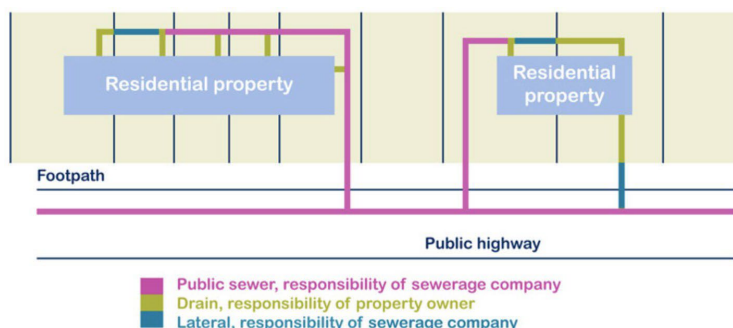 Residential property
Residential
property
Footpath
Public highway
Public sewer, responsibility of sewerage company
Drain, responsibility of property owner
Lateral, responsibility of sewerage company